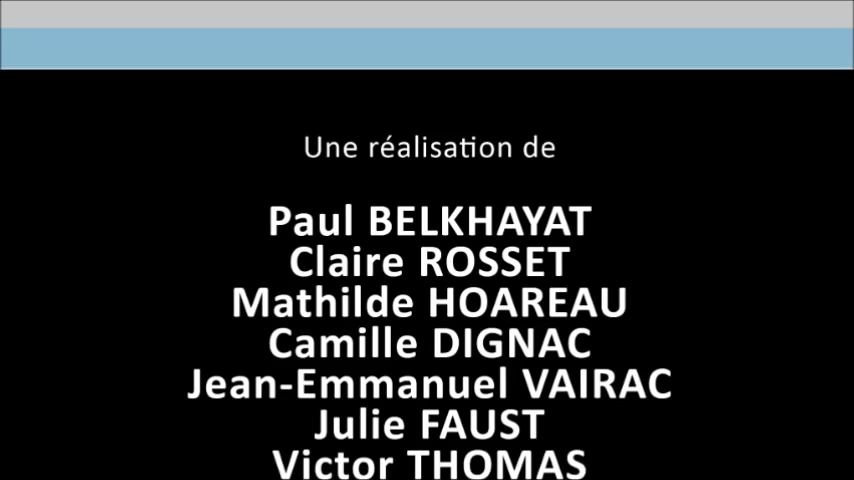 Une réalisation de
Paul BELKHAYAT
Claire ROSSET
Mathilde HOAREAU
Camille DIGNAC
Jean-Emmanuel VAIRAC
Julie FAUST
Victor THOMAS